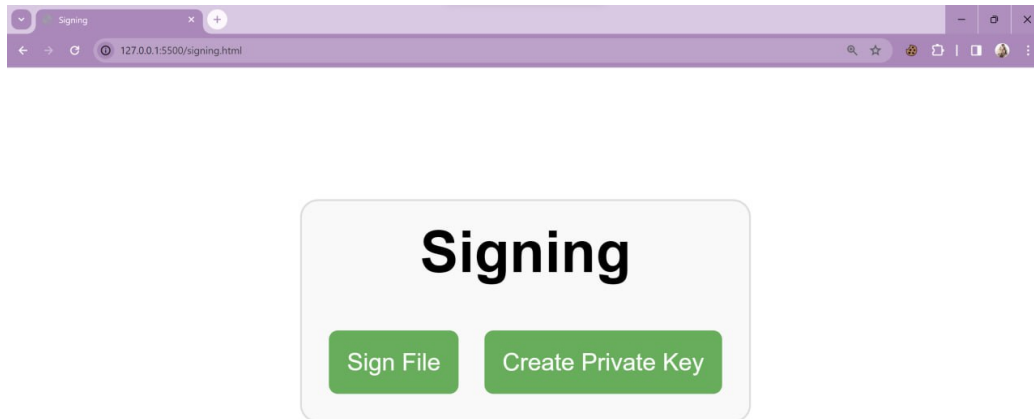 Signing
127.0.0.1:5500/signing.html
Signing
Sign File
Create Private Key